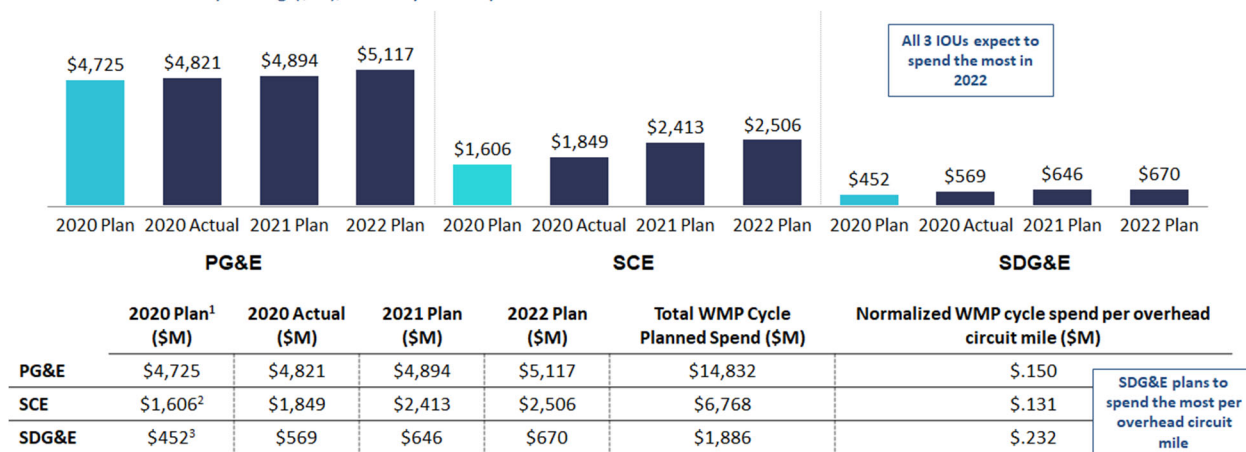 All 3 IOUs expect to
spend the most in
2022
$4,725 $4,821 $4,894 $5,117
$1,606 $1,849 $2,413 $2,506
$452 $569 $646 $670
2020 Plan 2020 Actual 2021 Plan 2022 Plan 2020 Plan 2020 Actual 2021 Plan 2022 Plan 2020 Plan 2020 Actual 2021 Plan 2022 Plan
PG&E SCE SDG&E
2020 Plan¹ 2020 Actual 2021 Plan 2022 Plan Total WMP Cycle Normalized WMP cycle spend per overhead
($M) ($M) ($M) ($M) Planned Spend ($M) circuit mile ($M)
PG&E $4,725 $4,821 $4,894 $5,117 $14,832 $.150
SCE $1,606² $1,849 $2,413 $2,506 $6,768 $.131
SDG&E $452³ $569 $646 $670 $1,886 $.232
SDG&E plans to
spend the most per
overhead circuit
mile